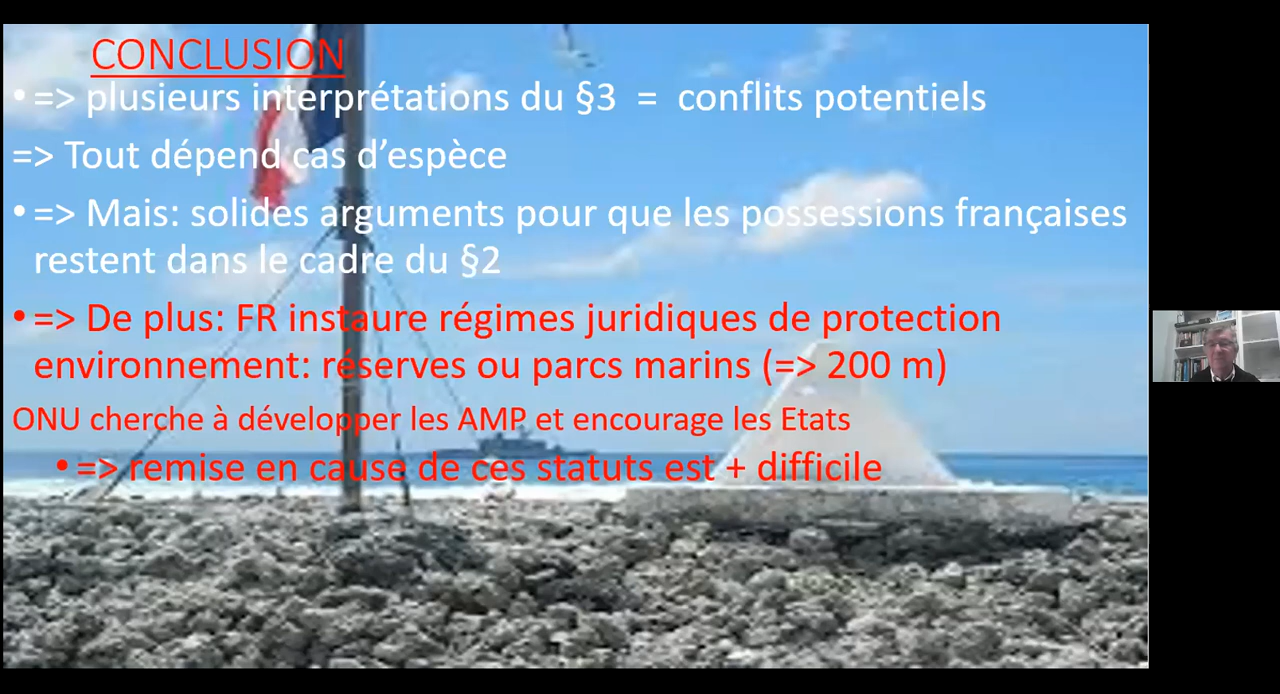 CONCLUSION
• => plusieurs interprétations du §3 = conflits potentiels
=> Tout dépend cas d’espèce
• => Mais: solides arguments pour que les possessions françaises
restent dans le cadre du §2
• => De plus: FR instaure régimes juridiques de protection
environnement: réserves ou parcs marins (=> 200 m)
ONU cherche à développer les AMP et encourage les Etats
• => remise en cause de ces statuts est + difficile